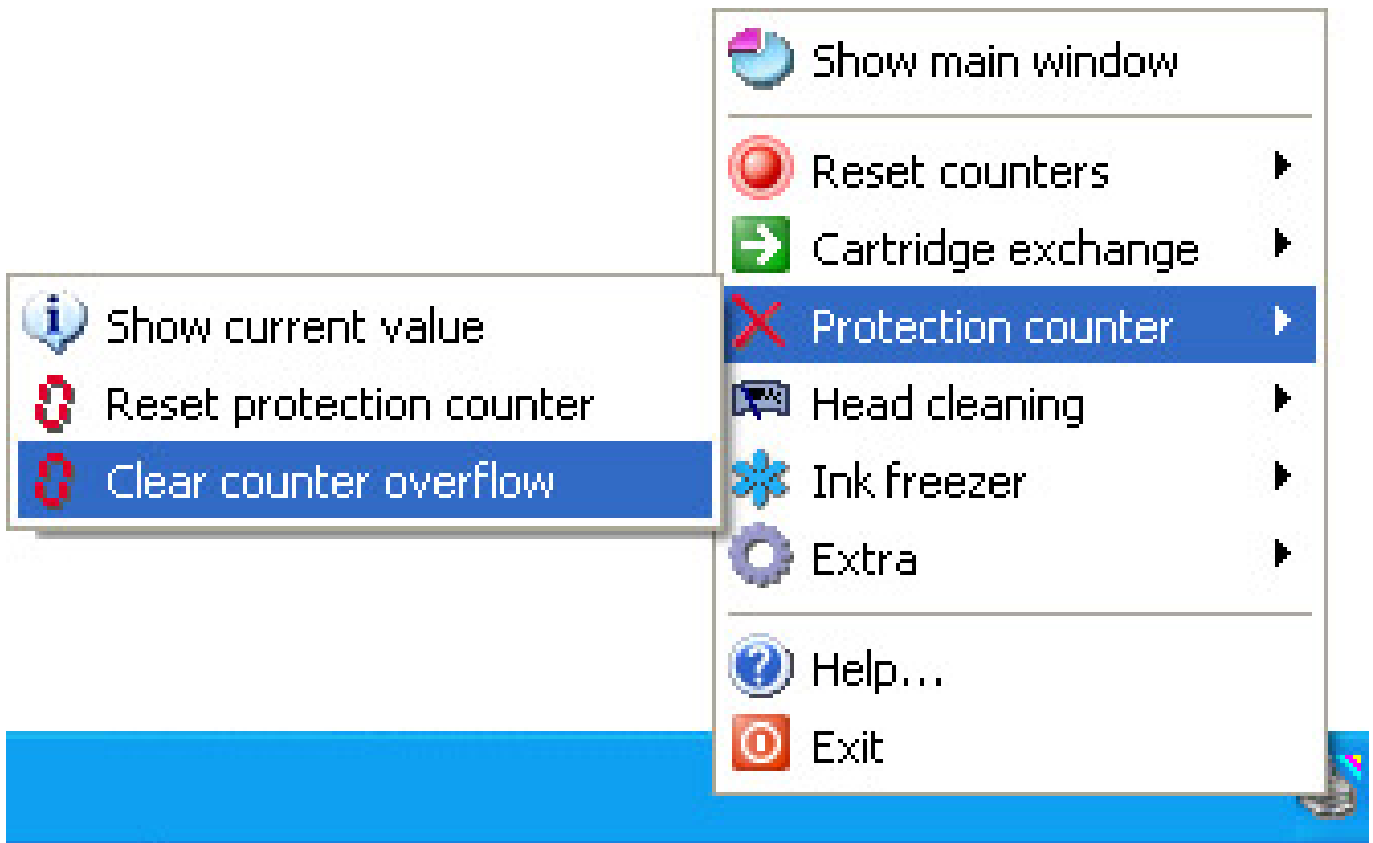 Show main window
Reset counters
Cartridge exchange
Protection counter
Head cleaning
Ink freezer
Extra
Help...
Exit
Show current value
Reset protection counter
Clear counter overflow